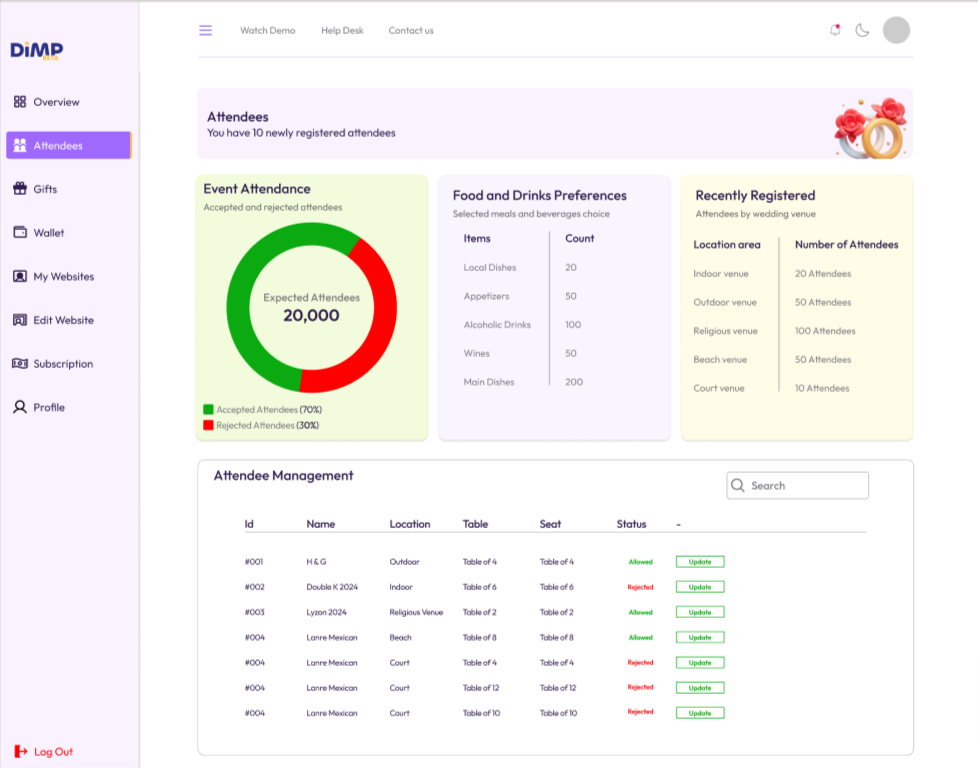 DiMP
BETA
Overview
Attendees
Gifts
Wallet
My Websites
Edit Website
Subscription
Profile
Log Out
Watch Demo Help Desk Contact us
Attendees
You have 10 newly registered attendees
Event Attendance
Accepted and rejected attendees
Expected Attendees
20,000
Accepted Attendees (70%)
Rejected Attendees (30%)
Food and Drinks Preferences
Selected meals and beverages choice
Items Count
Local Dishes 20
Appetizers 50
Alcoholic Drinks 100
Wines 50
Main Dishes 200
Recently Registered
Attendees by wedding venue
Location area Number of Attendees
Indoor venue 20 Attendees
Outdoor venue 50 Attendees
Religious venue 100 Attendees
Beach venue 50 Attendees
Court venue 10 Attendees
Attendee Management
Search
Id Name Location Table Seat Status -
#001 H & G Outdoor Table of 4 Table of 4 Allowed Update
#002 Double K 2024 Indoor Table of 6 Table of 6 Rejected Update
#003 Lyzon 2024 Religious Venue Table of 2 Table of 2 Allowed Update
#004 Lanre Mexican Beach Table of 8 Table of 8 Allowed Update
#004 Lanre Mexican Court Table of 4 Table of 4 Rejected Update
#004 Lanre Mexican Court Table of 12 Table of 12 Rejected Update
#004 Lanre Mexican Court Table of 10 Table of 10 Rejected Update